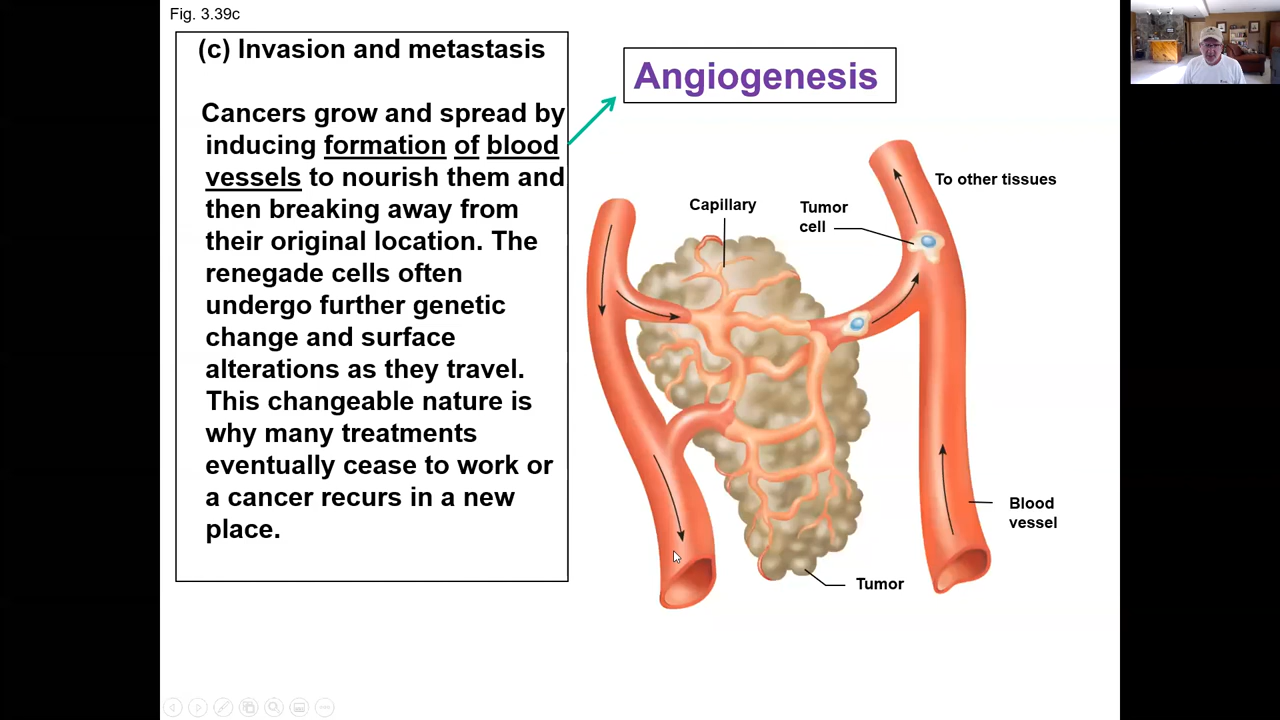 Fig. 3.39c
(c) Invasion and metastasis
Cancers grow and spread by
inducing formation of blood
vessels to nourish them and
then breaking away from
their original location. The
renegade cells often
undergo further genetic
change and surface
alterations as they travel.
This changeable nature is
why many treatments
eventually cease to work or
a cancer recurs in a new
place.
Angiogenesis
To other tissues
Capillary
Tumor
cell
Blood
vessel
Tumor